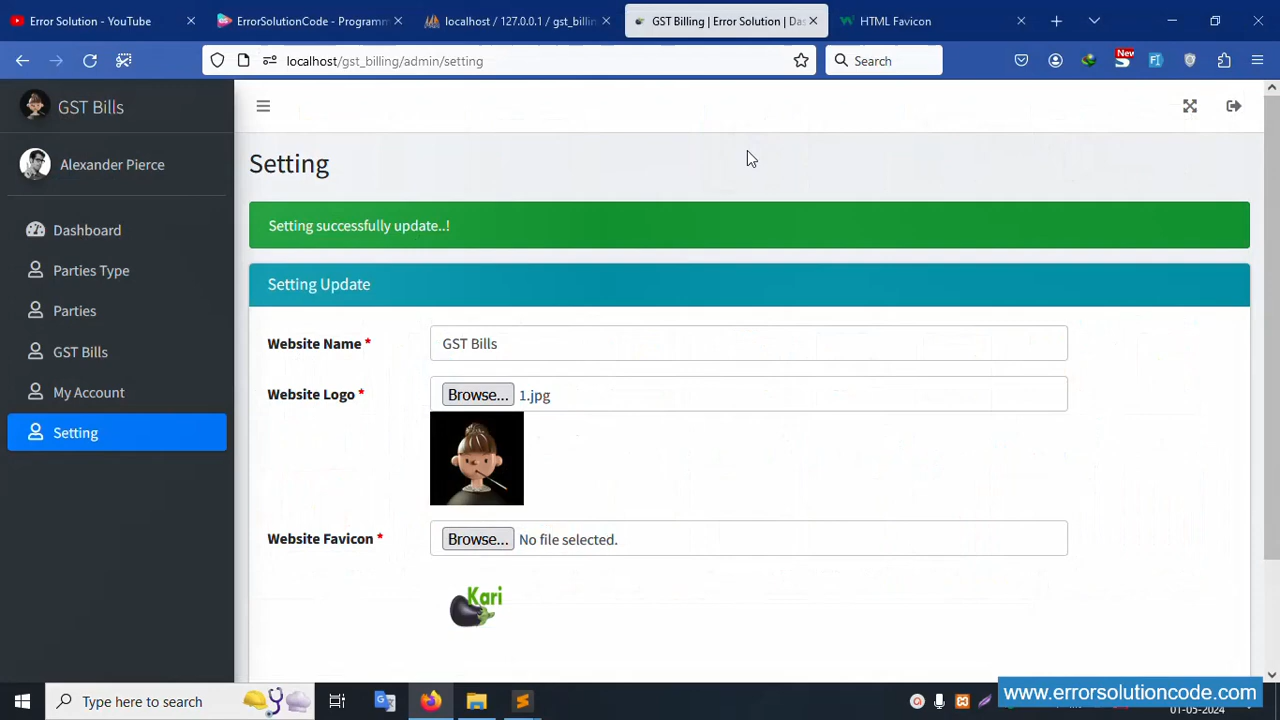 Error Solution - YouTube
ErrorSolutionCode - Programm
localhost / 127.0.0.1 / gst_billin
GST Billing | Error Solution | Das
HTML Favicon
localhost/gst_billing/admin/setting
Search
New
GST Bills
Alexander Pierce
Dashboard
Parties Type
Parties
GST Bills
My Account
Setting
Setting
Setting successfully update..!
Setting Update
Website Name *
GST Bills
Website Logo *
Browse...
1.jpg
Website Favicon *
Browse...
No file selected.
Kari
Type here to search
www.errorsolutioncode.com
01-05-2024